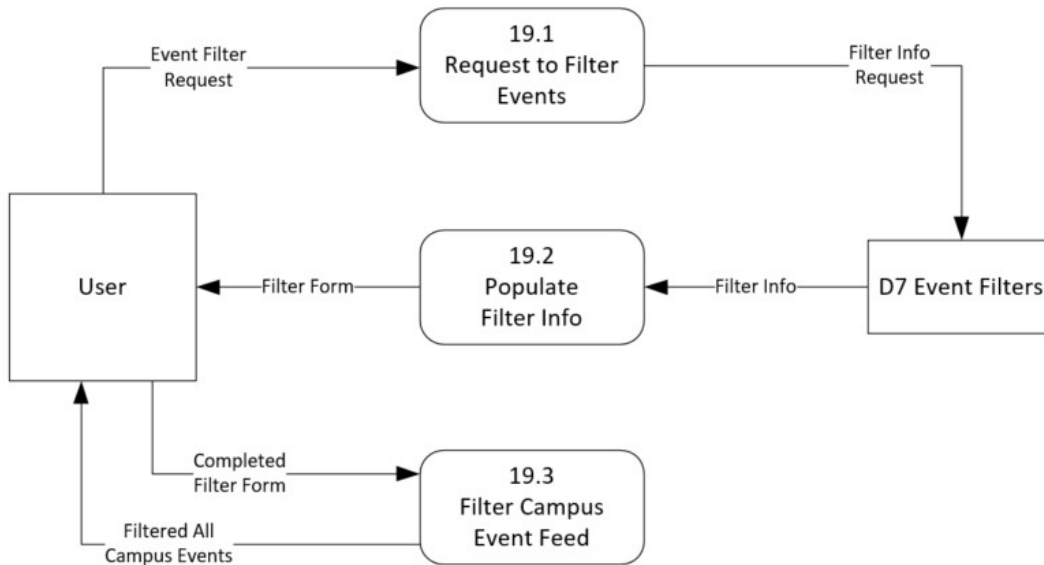 Event Filter
Request
19.1
Request to Filter
Events
Filter Info
Request
User
Filter Form
19.2
Populate
Filter Info
Filter Info
D7 Event Filters
Completed
Filter Form
19.3
Filter Campus
Event Feed
Filtered All
Campus Events